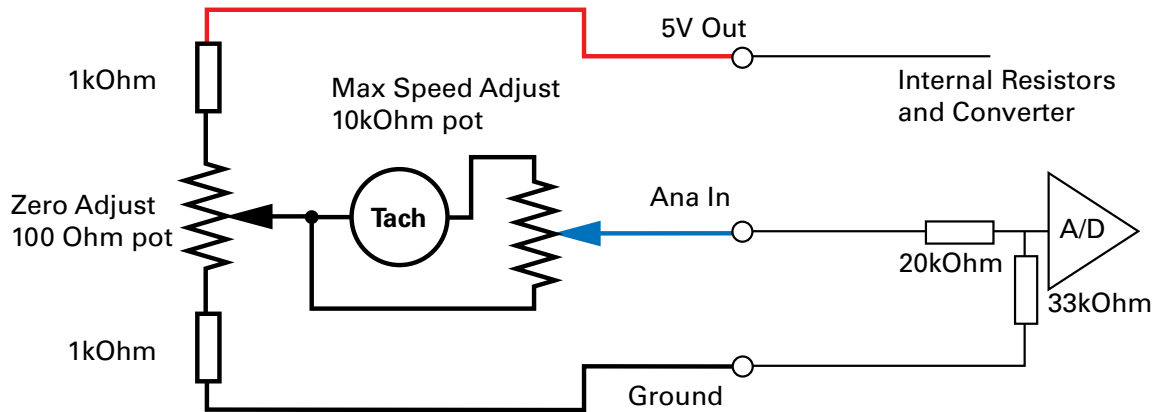 5V Out
1kOhm
Internal Resistors
and Converter
Max Speed Adjust
10kOhm pot
Zero Adjust
100 Ohm pot
Tach
Ana In
A/D
20kOhm
33kOhm
1kOhm
Ground